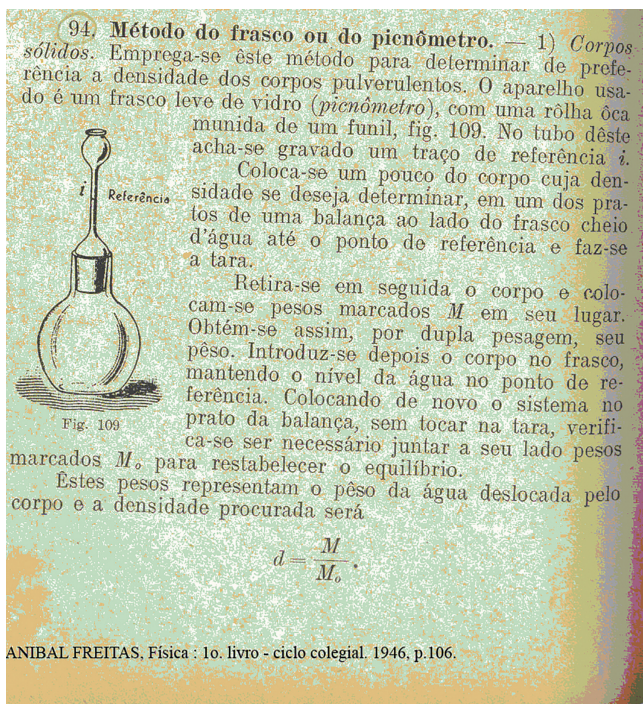 94. Método do frasco ou do picnômetro. — 1) Corpos
sólidos. Emprega-se êste método para determinar de prefe-
rência a densidade dos corpos pulverulentos. O aparelho usa-
do é um frasco leve de vidro (picnômetro), com uma rôlha ôca
munida de um funil, fig. 109. No tubo dêste
acha-se gravado um traço de referência i.
Coloca-se um pouco do corpo cuja den-
sidade se deseja determinar, em um dos pra-
tos de uma balança ao lado do frasco cheio
d'água até o ponto de referência e faz-se
a tara.
Retira-se em seguida o corpo e colo-
cam-se pesos marcados M em seu lugar.
Obtém-se assim, por dupla pesagem, seu
pêso. Introduz-se depois o corpo no frasco,
mantendo o nível da água no ponto de re-
ferência. Colocando de novo o sistema no
prato da balança, sem tocar na tara, verifi-
ca-se ser necessário juntar a seu lado pesos
marcados Mo para restabelecer o equilíbrio.
Êstes pesos representam o pêso da água deslocada pelo
corpo e a densidade procurada será
d = M / Mo .
i Referência
Fig. 109
ANIBAL FREITAS, Física : 1o. livro - ciclo colegial. 1946, p.106.